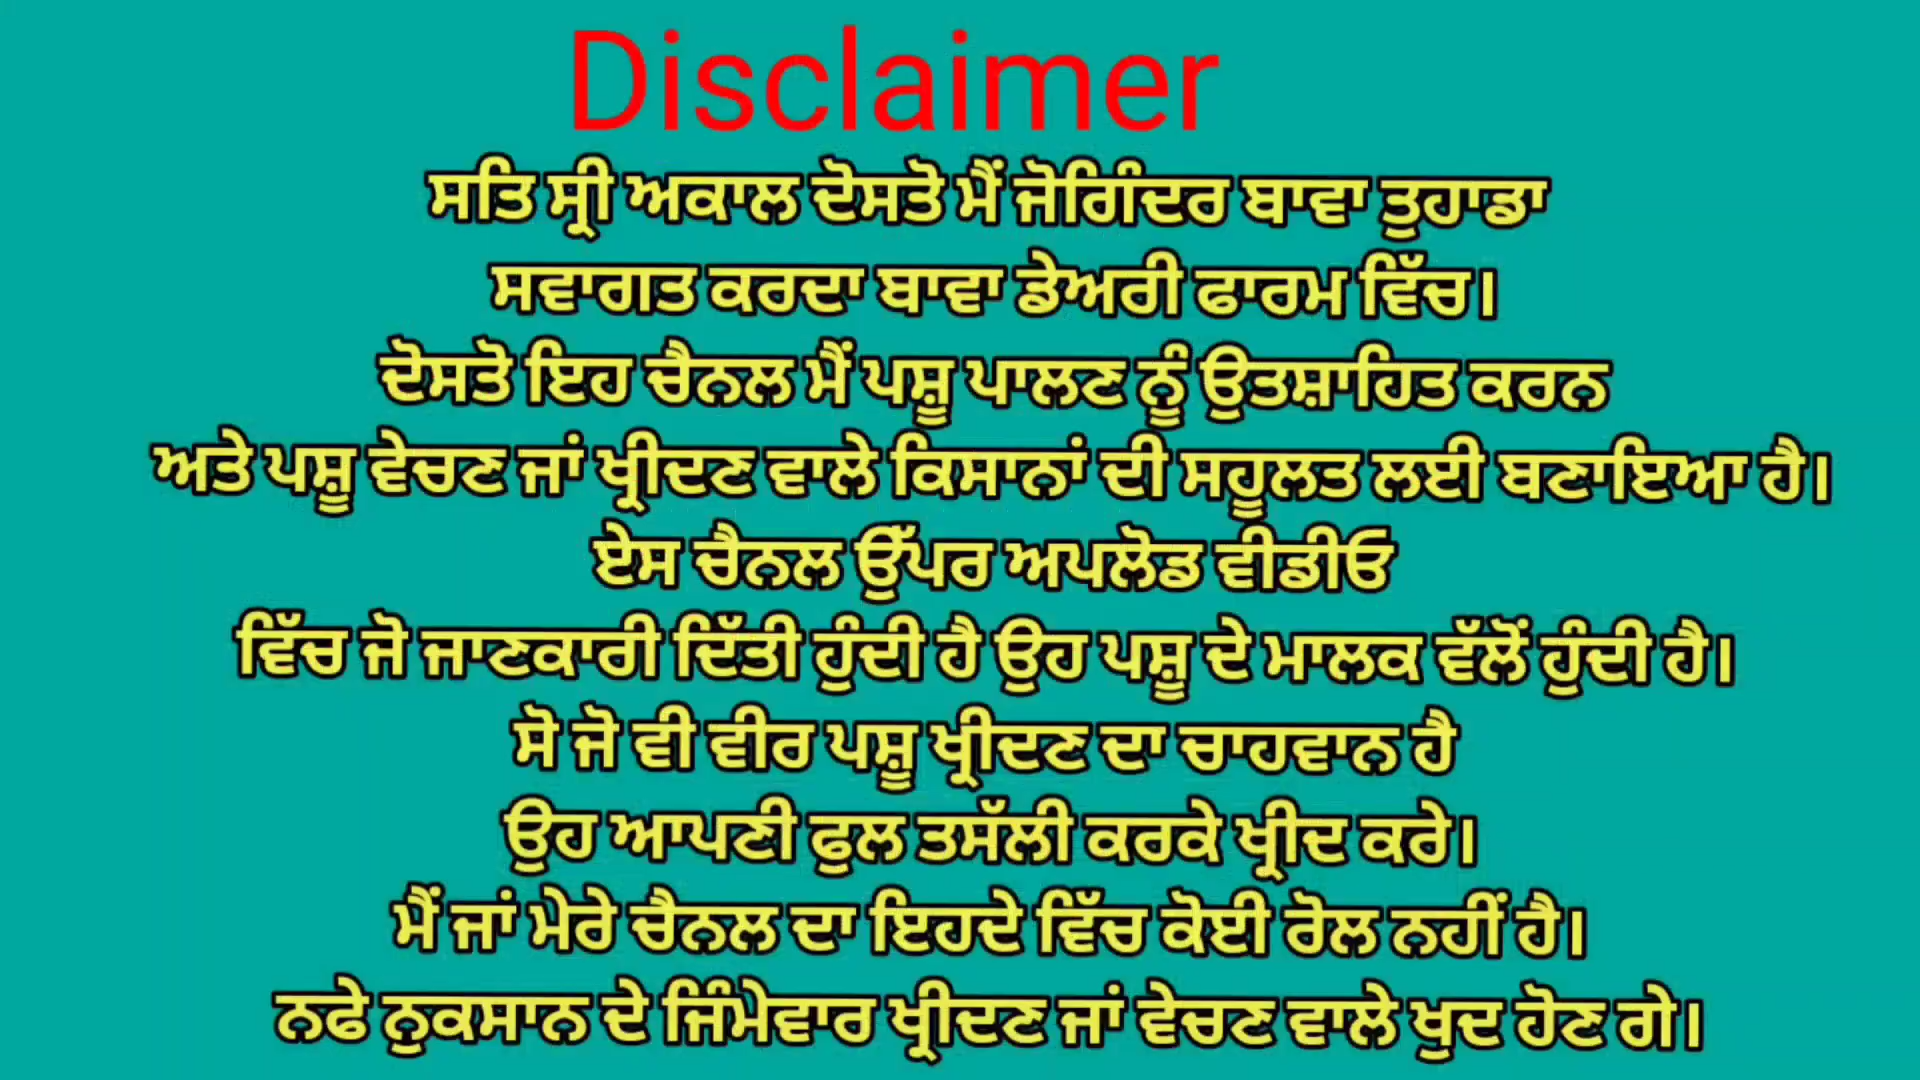 Disclaimer
ਸਤਿ ਸ੍ਰੀ ਅਕਾਲ ਦੋਸਤੋ ਮੈਂ ਜੋਗਿੰਦਰ ਬਾਵਾ ਤੁਹਾਡਾ
ਸਵਾਗਤ ਕਰਦਾ ਬਾਵਾ ਡੇਅਰੀ ਫਾਰਮ ਵਿੱਚ।
ਦੋਸਤੋ ਇਹ ਚੈਨਲ ਮੈਂ ਪਸ਼ੂ ਪਾਲਣ ਨੂੰ ਉਤਸ਼ਾਹਿਤ ਕਰਨ
ਅਤੇ ਪਸ਼ੂ ਵੇਚਣ ਜਾਂ ਖ੍ਰੀਦਣ ਵਾਲੇ ਕਿਸਾਨਾਂ ਦੀ ਸਹੂਲਤ ਲਈ ਬਣਾਇਆ ਹੈ।
ਏਸ ਚੈਨਲ ਉੱਪਰ ਅਪਲੋਡ ਵੀਡੀਓ
ਵਿੱਚ ਜੋ ਜਾਣਕਾਰੀ ਦਿੱਤੀ ਹੁੰਦੀ ਹੈ ਉਹ ਪਸ਼ੂ ਦੇ ਮਾਲਕ ਵੱਲੋਂ ਹੁੰਦੀ ਹੈ।
ਸੋ ਜੋ ਵੀ ਵੀਰ ਪਸ਼ੂ ਖ੍ਰੀਦਣ ਦਾ ਚਾਹਵਾਨ ਹੈ
ਉਹ ਆਪਣੀ ਫੁਲ ਤਸੱਲੀ ਕਰਕੇ ਖ੍ਰੀਦ ਕਰੇ।
ਮੈਂ ਜਾਂ ਮੇਰੇ ਚੈਨਲ ਦਾ ਇਹਦੇ ਵਿੱਚ ਕੋਈ ਰੋਲ ਨਹੀਂ ਹੈ।
ਨਫੇ ਨੁਕਸਾਨ ਦੇ ਜਿੰਮੇਵਾਰ ਖ੍ਰੀਦਣ ਜਾਂ ਵੇਚਣ ਵਾਲੇ ਖੁਦ ਹੋਣ ਗੇ।